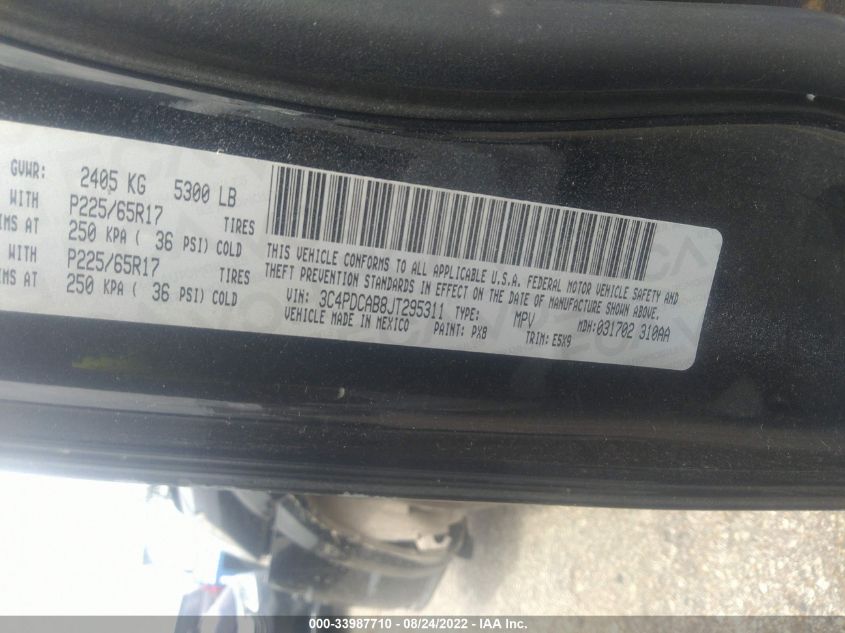 GVWR: 2405 KG 5300 LB
WITH P225/65R17 TIRES
IMS AT 250 KPA ( 36 PSI) COLD
WITH P225/65R17 TIRES
IMS AT 250 KPA ( 36 PSI) COLD
THIS VEHICLE CONFORMS TO ALL APPLICABLE U.S.A. FEDERAL MOTOR VEHICLE SAFETY AND
THEFT PREVENTION STANDARDS IN EFFECT ON THE DATE OF MANUFACTURE SHOWN ABOVE.
VIN: 3C4PDCAB8JT295311 TYPE: MPV MDH: 031702 310AA
VEHICLE MADE IN MEXICO PAINT: PX8 TRIM: E5X9
000-33987710 - 08/24/2022 - IAA Inc.